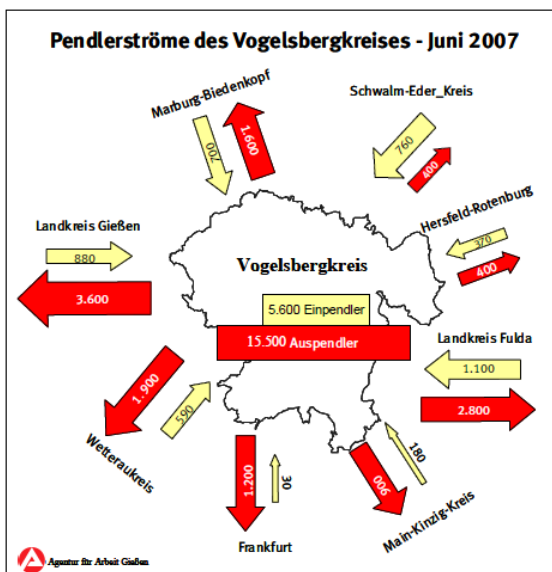 Pendlerströme des Vogelsbergkreises - Juni 2007
Marburg-Biedenkopf
700
1.600
Schwalm-Eder_Kreis
760
400
Hersfeld-Rotenburg
370
400
Landkreis Gießen
880
3.600
Vogelsbergkreis
5.600 Einpendler
15.500 Auspendler
Landkreis Fulda
1.100
2.800
1.900
590
Wetteraukreis
1.200
30
Frankfurt
900
180
Main-Kinzig-Kreis
Agentur für Arbeit Gießen